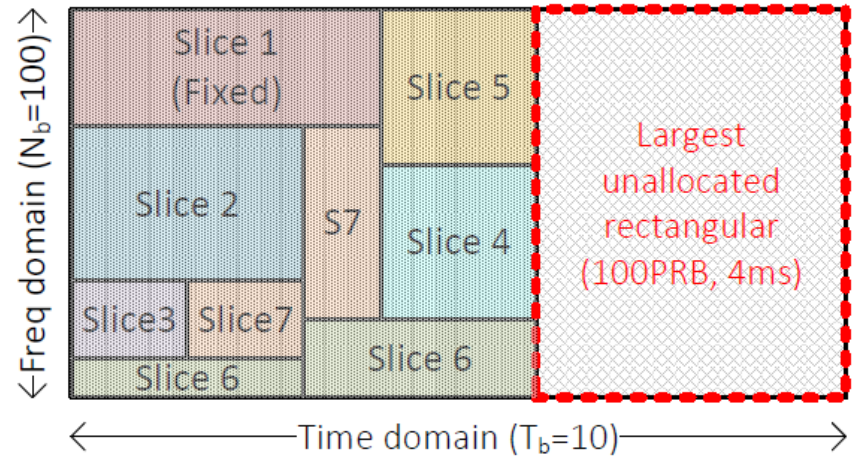 Freq domain (N_b=100)
Slice 1
(Fixed)
Slice 5
Slice 2
S7
Slice 4
Slice3
Slice7
Slice 6
Slice 6
Largest
unallocated
rectangular
(100PRB, 4ms)
Time domain (T_b=10)